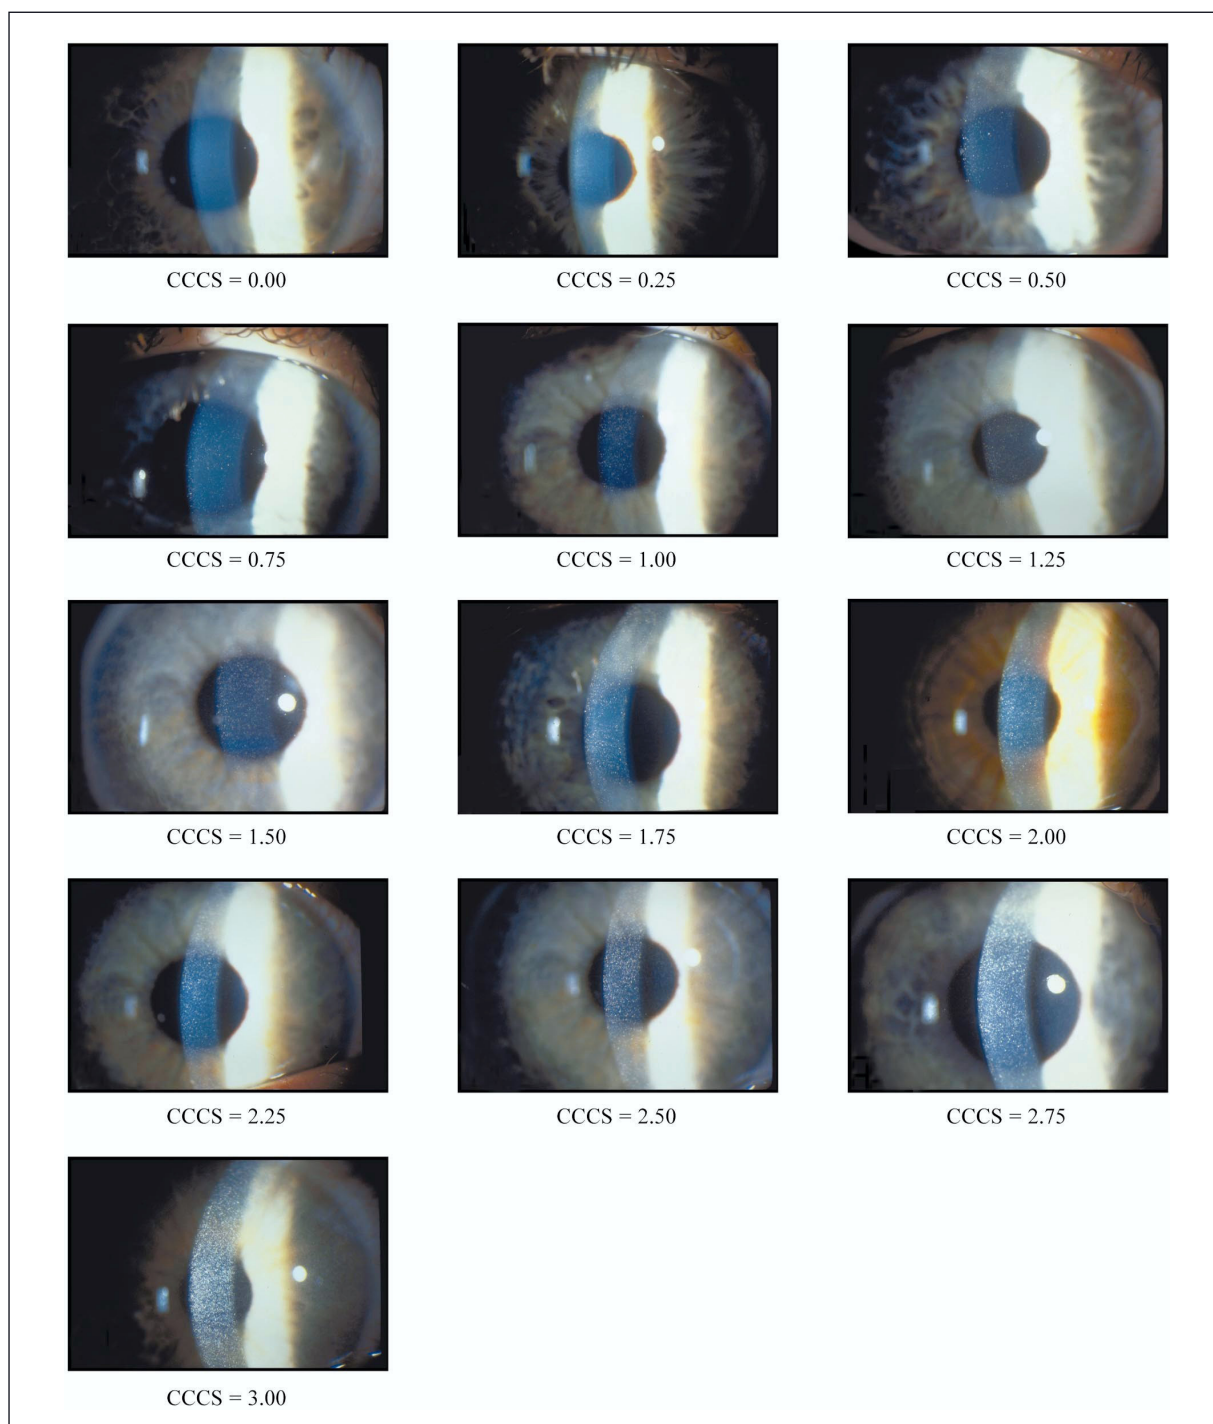 CCCS = 0.00
CCCS = 0.25
CCCS = 0.50
CCCS = 0.75
CCCS = 1.00
CCCS = 1.25
CCCS = 1.50
CCCS = 1.75
CCCS = 2.00
CCCS = 2.25
CCCS = 2.50
CCCS = 2.75
CCCS = 3.00